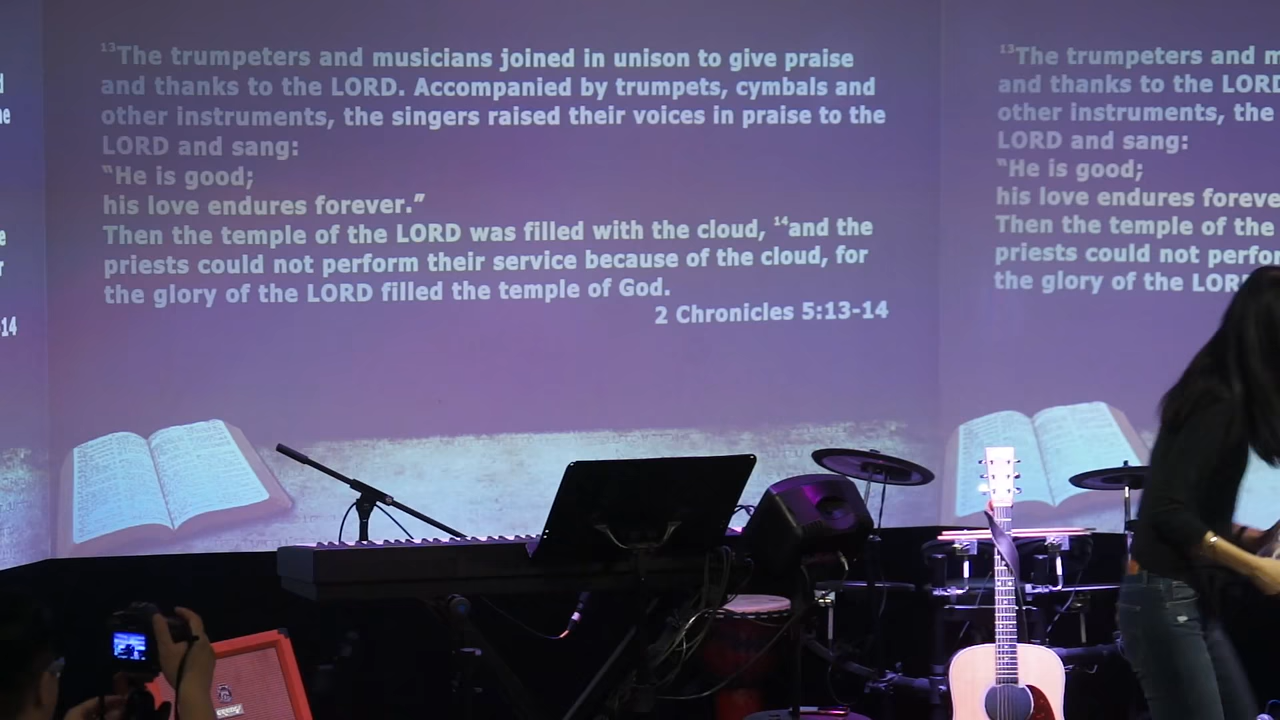 ¹³The trumpeters and musicians joined in unison to give praise
and thanks to the LORD. Accompanied by trumpets, cymbals and
other instruments, the singers raised their voices in praise to the
LORD and sang:
“He is good;
his love endures forever.”
Then the temple of the LORD was filled with the cloud, ¹⁴and the
priests could not perform their service because of the cloud, for
the glory of the LORD filled the temple of God.
2 Chronicles 5:13-14
¹³The trumpeters and
and thanks to the LORD
other instruments, the
LORD and sang:
“He is good;
his love endures
Then the temple of the
priests could not
the glory of the
14